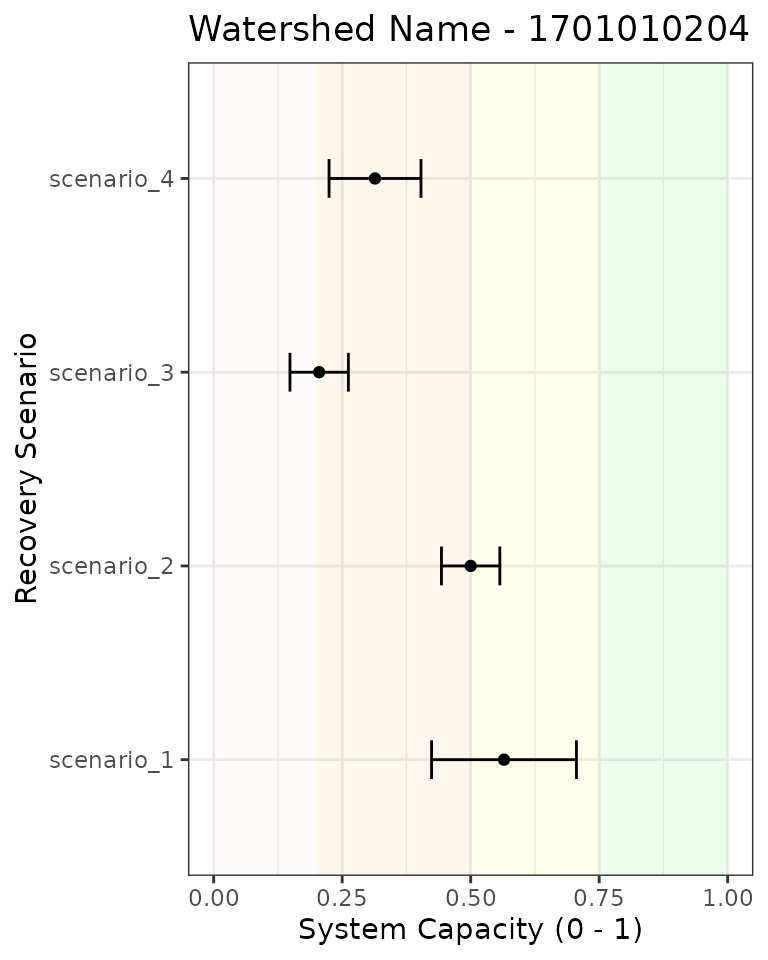 Watershed Name - 1701010204
Recovery Scenario
scenario_4
scenario_3
scenario_2
scenario_1
0.00 0.25 0.50 0.75 1.00
System Capacity (0 - 1)